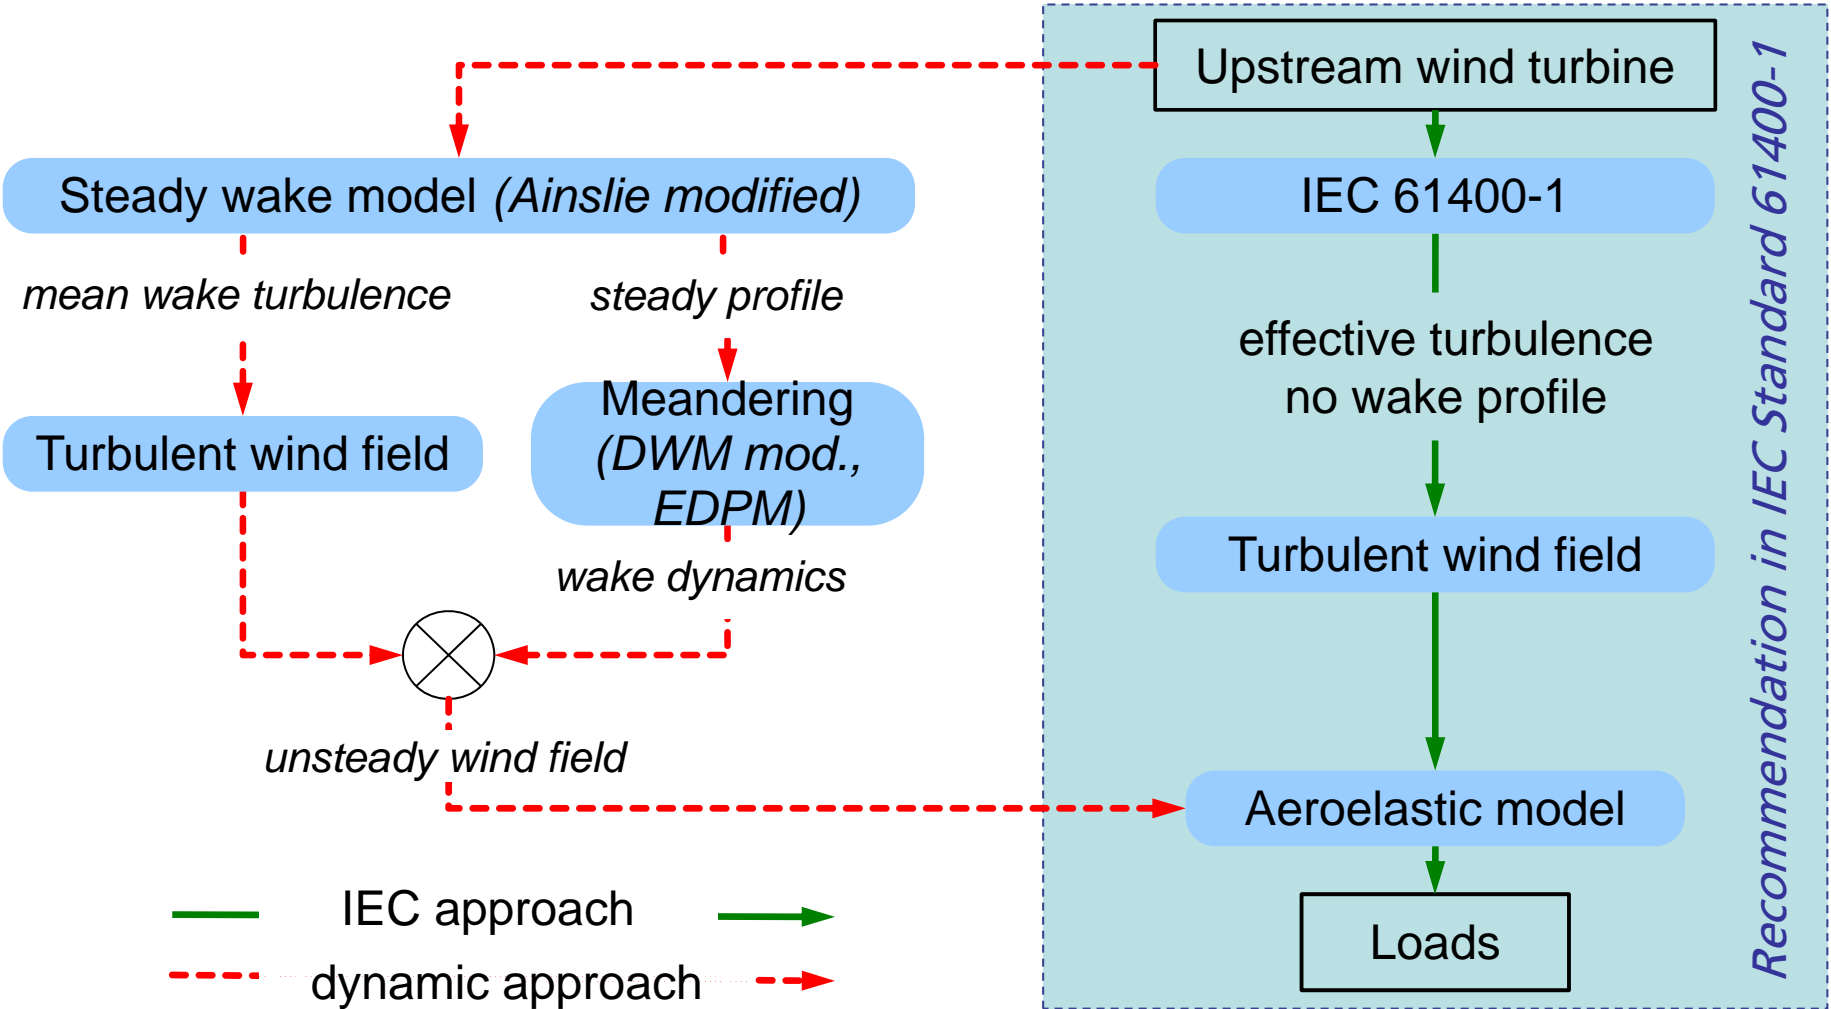 Upstream wind turbine
Steady wake model (Ainslie modified)
IEC 61400-1
mean wake turbulence
steady profile
effective turbulence
no wake profile
Turbulent wind field
Meandering
(DWM mod.,
EDPM)
Turbulent wind field
wake dynamics
unsteady wind field
Aeroelastic model
IEC approach
Loads
dynamic approach
Recommendation in IEC Standard 61400-1